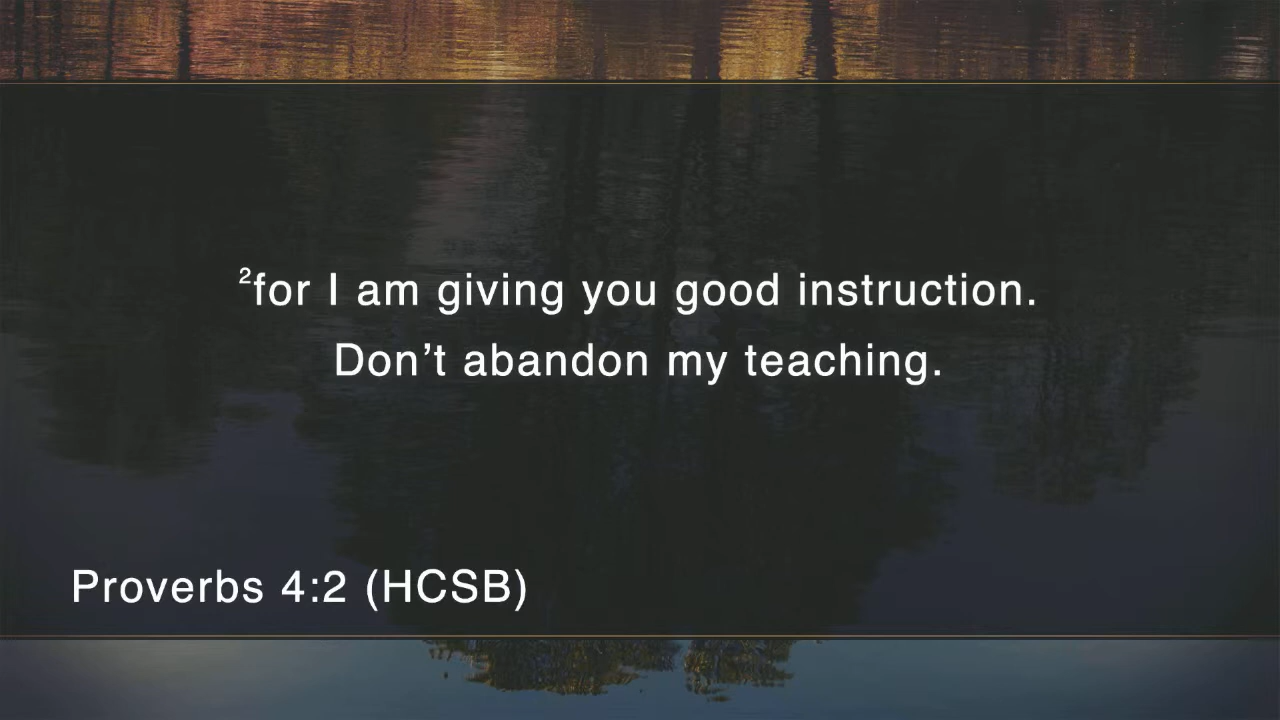 ²for I am giving you good instruction.
Don’t abandon my teaching.
Proverbs 4:2 (HCSB)